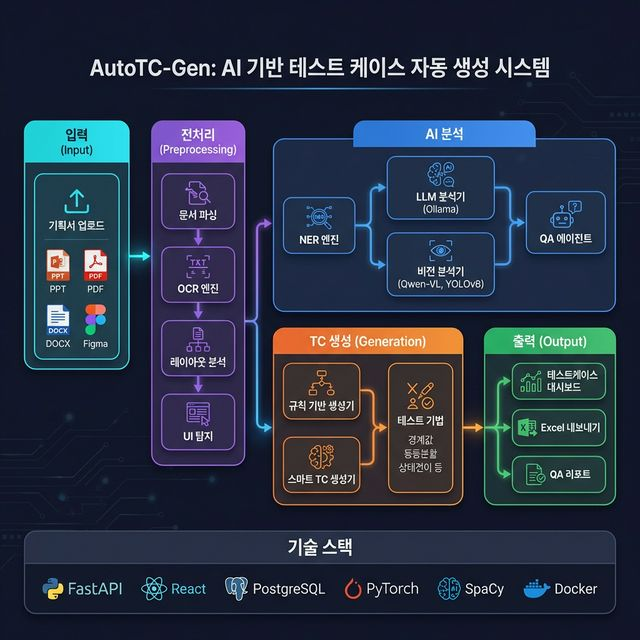 AutoTC-Gen: AI 기반 테스트 케이스 자동 생성 시스템
입력
(Input)
기획서 업로드
PPT
PPT
PDF
PDF
DOCX
DOCX
Figma
전처리
(Preprocessing)
문서 파싱
TXT
OCR 엔진
레이아웃 분석
UI 탐지
AI 분석
NER 엔진
AI
LLM 분석기
(Ollama)
비전 분석기
(Qwen-VL, YOLOv8)
QA 에이전트
TC 생성 (Generation)
규칙 기반 생성기
스마트 TC 생성기
테스트 기법
경계값
동등분할
상태전이 등
출력 (Output)
테스트케이스
대시보드
Excel 내보내기
QA 리포트
기술 스택
FastAPI
React
PostgreSQL
PyTorch
SpaCy
Docker